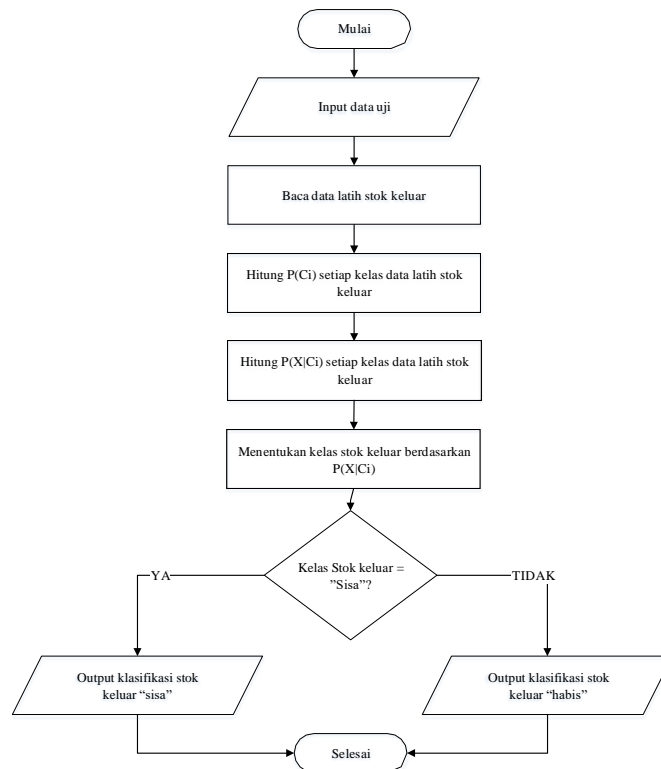 Mulai
Input data uji
Baca data latih stok keluar
Hitung P(Ci) setiap kelas data latih stok
keluar
Hitung P(X|Ci) setiap kelas data latih stok
keluar
Menentukan kelas stok keluar berdasarkan
P(X|Ci)
Kelas Stok keluar =
”Sisa”?
YA
TIDAK
Output klasifikasi stok
keluar “sisa”
Output klasifikasi stok
keluar “habis”
Selesai